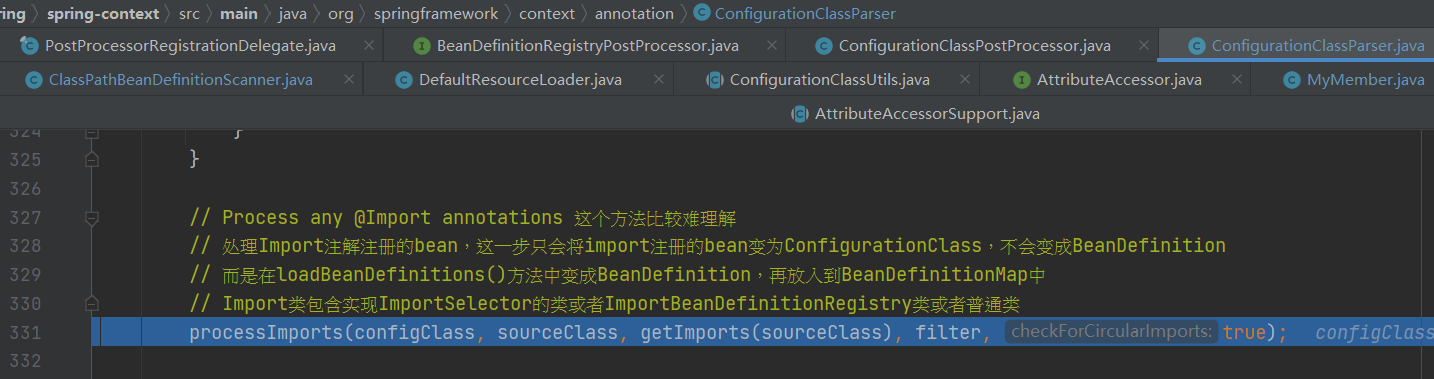 ring > spring-context > src > main > java > org > springframework > context > annotation > ConfigurationClassParser
PostProcessorRegistrationDelegate.java × BeanDefinitionRegistryPostProcessor.java × ConfigurationClassPostProcessor.java × ConfigurationClassParser.java
ClassPathBeanDefinitionScanner.java × DefaultResourceLoader.java × ConfigurationClassUtils.java × AttributeAccessor.java × MyMember.java
AttributeAccessorSupport.java
324 }
325 }
326
327 // Process any @Import annotations 这个方法比较难理解
328 // 处理Import注解注册的bean，这一步只会将import注册的bean变为ConfigurationClass，不会变成BeanDefinition
329 // 而是在loadBeanDefinitions()方法中变成BeanDefinition，再放入到BeanDefinitionMap中
330 // Import类包含实现ImportSelector的类或者ImportBeanDefinitionRegistry类或者普通类
331 processImports(configClass, sourceClass, getImports(sourceClass), filter, checkForCircularImports: true); configClass
332